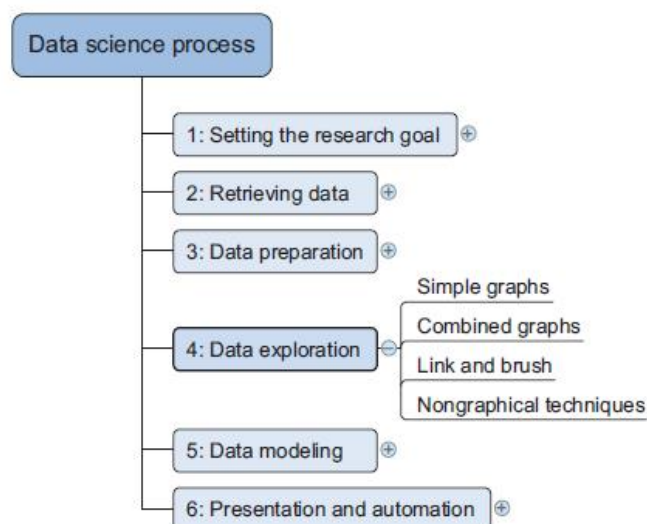 Data science process
1: Setting the research goal
2: Retrieving data
3: Data preparation
4: Data exploration
Simple graphs
Combined graphs
Link and brush
Nongraphical techniques
5: Data modeling
6: Presentation and automation